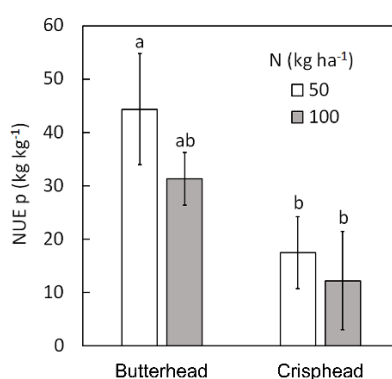 NUE p (kg kg⁻¹)
60
50
40
30
20
10
0
a
ab
b
b
N (kg ha⁻¹)
50
100
Butterhead
Crisphead